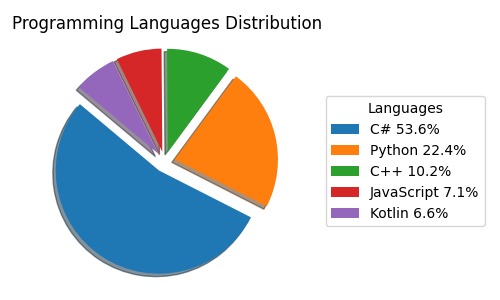 Programming Languages Distribution
Languages
C# 53.6%
Python 22.4%
C++ 10.2%
JavaScript 7.1%
Kotlin 6.6%